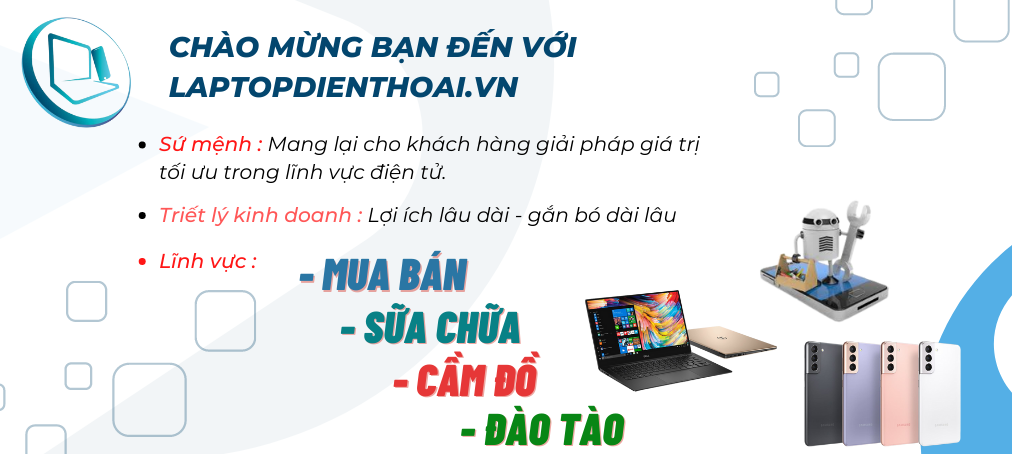 CHÀO MỪNG BẠN ĐẾN VỚI
LAPTOPDIENTHOAI.VN
Sứ mệnh : Mang lại cho khách hàng giải pháp giá trị
tối ưu trong lĩnh vực điện tử.
Triết lý kinh doanh : Lợi ích lâu dài - gắn bó dài lâu
Lĩnh vực :
- MUA BÁN
- SỮA CHỮA
- CẦM ĐỒ
- ĐÀO TÀO